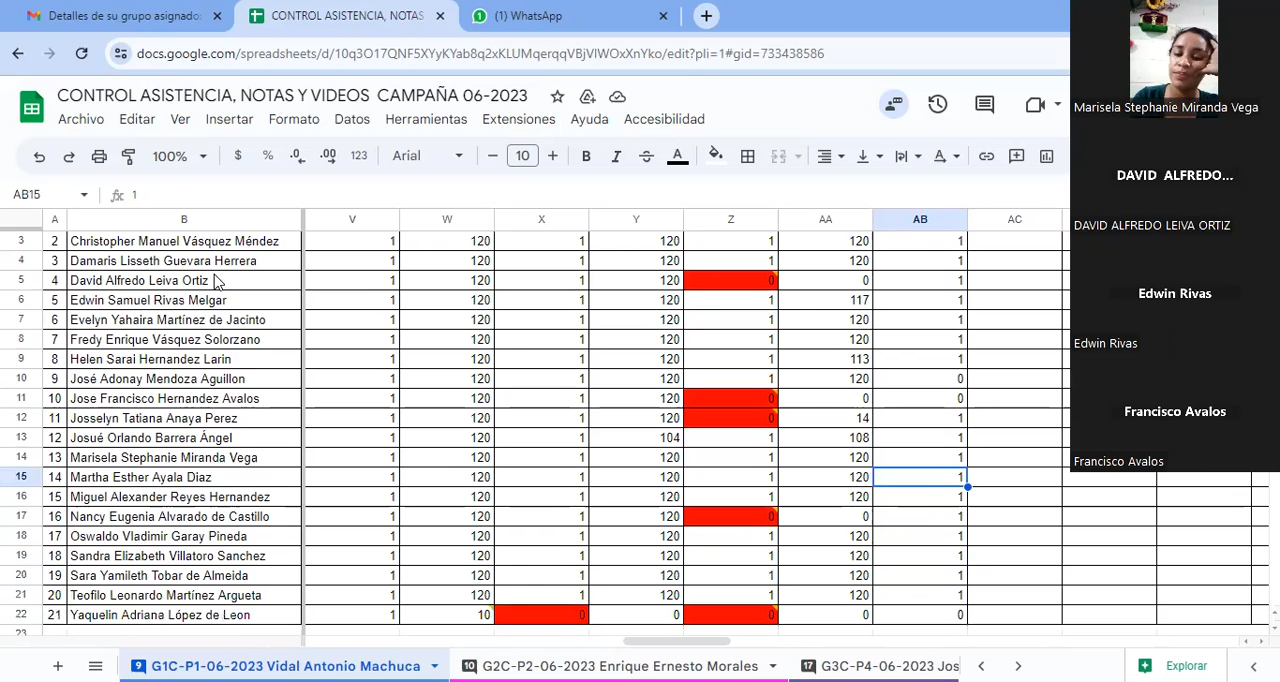 Detalles de su grupo asignado: × CONTROL ASISTENCIA, NOTAS × (1) WhatsApp ×
docs.google.com/spreadsheets/d/10q3O17QNF5XYyKYabp2xKLUMqerqqVBjVlWOxXnYko/edit?pli=1#gid=733438586
CONTROL ASISTENCIA, NOTAS Y VIDEOS CAMPAÑA 06-2023
Archivo Editar Ver Insertar Formato Datos Herramientas Extensiones Ayuda Accesibilidad
100% $ % .0 .00 123 Arial 10 B I A
AB15 fx 1
A B V W X Y Z AA AB AC
3 2 Christopher Manuel Vásquez Méndez 1 120 1 120 1 120 1
4 3 Damaris Lisseth Guevara Herrera 1 120 1 120 1 120 1
5 4 David Alfredo Leiva Ortiz 1 120 1 120 0 0 1
6 5 Edwin Samuel Rivas Melgar 1 120 1 120 1 117 1
7 6 Evelyn Yahaira Martínez de Jacinto 1 120 1 120 1 120 1
8 7 Fredy Enrique Vásquez Solorzano 1 120 1 120 1 120 1
9 8 Helen Sarai Hernandez Larin 1 120 1 120 1 113 1
10 9 José Adonay Mendoza Aguillon 1 120 1 120 1 120 0
11 10 Jose Francisco Hernandez Avalos 1 120 1 120 0 0 0
12 11 Josselyn Tatiana Anaya Perez 1 120 1 120 0 14 1
13 12 Josué Orlando Barrera Ángel 1 120 1 104 1 108 1
14 13 Marisela Stephanie Miranda Vega 1 120 1 120 1 120 1
15 14 Martha Esther Ayala Diaz 1 120 1 120 1 120 1
16 15 Miguel Alexander Reyes Hernandez 1 120 1 120 1 120 1
17 16 Nancy Eugenia Alvarado de Castillo 1 120 1 120 0 0 1
18 17 Oswaldo Vladimir Garay Pineda 1 120 1 120 1 120 1
19 18 Sandra Elizabeth Villatoro Sanchez 1 120 1 120 1 120 1
20 19 Sara Yamileth Tobar de Almeida 1 120 1 120 1 120 1
21 20 Teofilo Leonardo Martínez Argueta 1 120 1 120 1 120 1
22 21 Yaquelin Adriana López de Leon 1 10 0 0 0 0 0
23
9 G1C-P1-06-2023 Vidal Antonio Machuca 10 G2C-P2-06-2023 Enrique Ernesto Morales 17 G3C-P4-06-2023 Jos
Explorar
Marisela Stephanie Miranda Vega
DAVID ALFREDO...
DAVID ALFREDO LEIVA ORTIZ
Edwin Rivas
Edwin Rivas
Francisco Avalos
Francisco Avalos